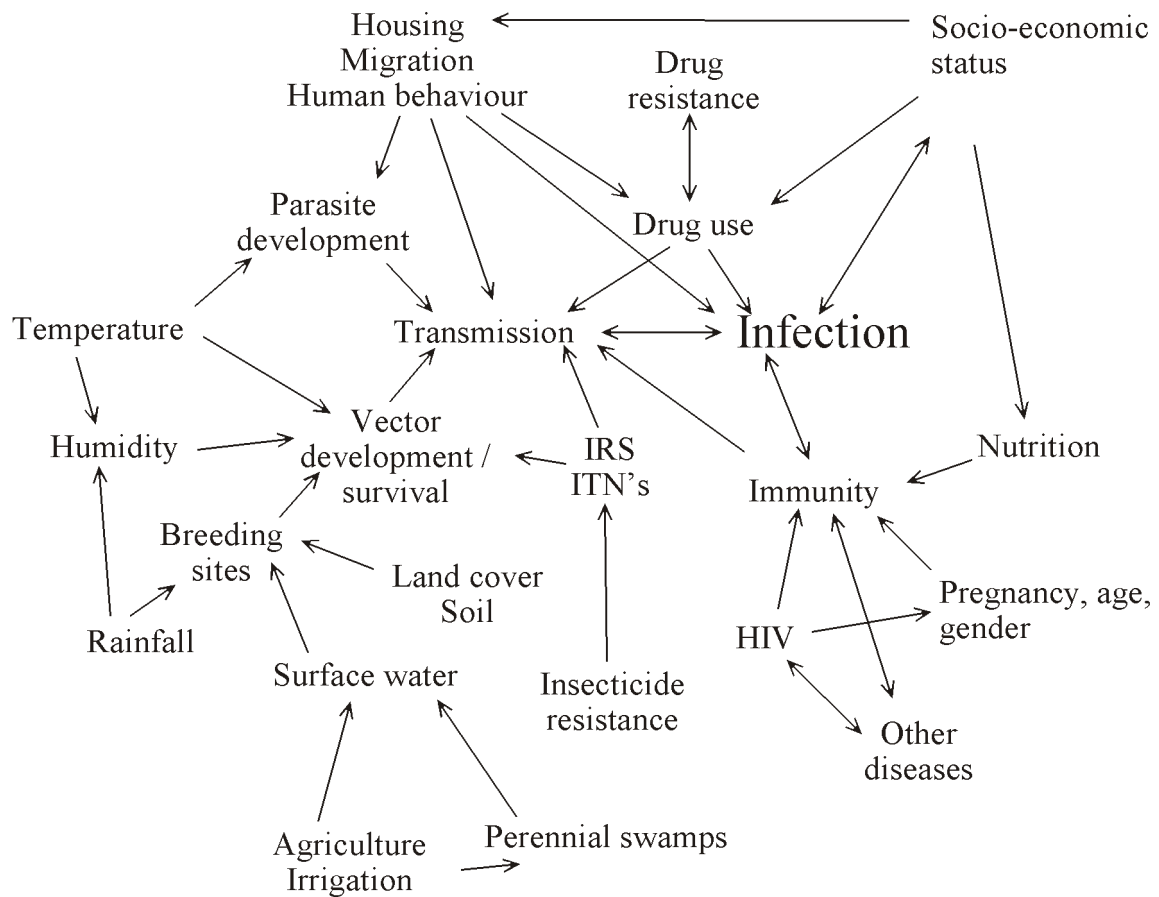 Housing
Migration
Human behaviour
Socio-economic
status
Drug
resistance
Parasite
development
Drug use
Temperature
Transmission
Infection
Humidity
Vector
development /
survival
IRS
ITN's
Nutrition
Immunity
Breeding
sites
Land cover
Soil
Rainfall
HIV
Pregnancy, age,
gender
Surface water
Insecticide
resistance
Other
diseases
Agriculture
Irrigation
Perennial swamps